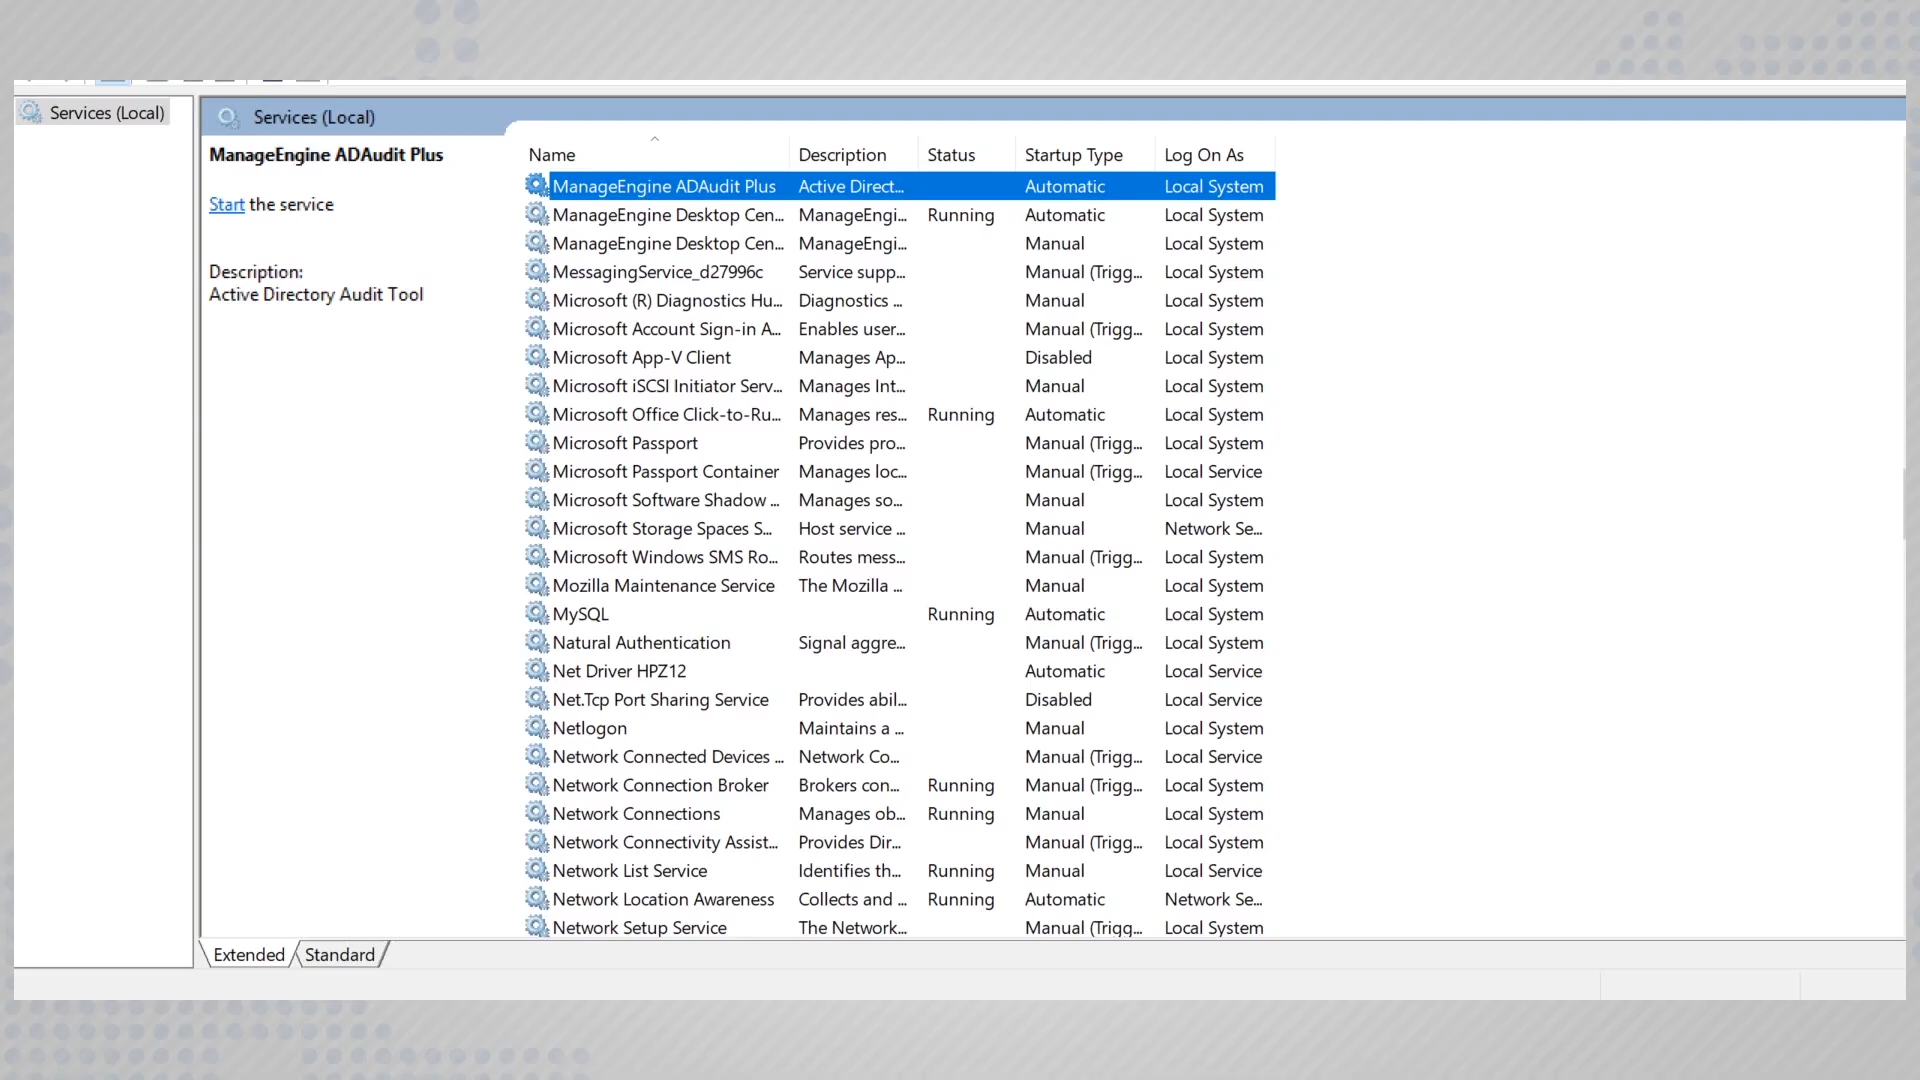 Services (Local)
Services (Local)
ManageEngine ADAudit Plus
Start the service
Description:
Active Directory Audit Tool
Name Description Status Startup Type Log On As
ManageEngine ADAudit Plus Active Direct... Automatic Local System
ManageEngine Desktop Cen... ManageEngi... Running Automatic Local System
ManageEngine Desktop Cen... ManageEngi... Manual Local System
MessagingService_d27996c Service supp... Manual (Trigg... Local System
Microsoft (R) Diagnostics Hu... Diagnostics ... Manual Local System
Microsoft Account Sign-in A... Enables user... Manual (Trigg... Local System
Microsoft App-V Client Manages Ap... Disabled Local System
Microsoft iSCSI Initiator Serv... Manages Int... Manual Local System
Microsoft Office Click-to-Ru... Manages res... Running Automatic Local System
Microsoft Passport Provides pro... Manual (Trigg... Local System
Microsoft Passport Container Manages loc... Manual (Trigg... Local Service
Microsoft Software Shadow ... Manages so... Manual Local System
Microsoft Storage Spaces S... Host service ... Manual Network Se...
Microsoft Windows SMS Ro... Routes mess... Manual (Trigg... Local System
Mozilla Maintenance Service The Mozilla ... Manual Local System
MySQL Running Automatic Local System
Natural Authentication Signal aggre... Manual (Trigg... Local System
Net Driver HPZ12 Automatic Local Service
Net.Tcp Port Sharing Service Provides abil... Disabled Local Service
Netlogon Maintains a ... Manual Local System
Network Connected Devices ... Network Co... Manual (Trigg... Local Service
Network Connection Broker Brokers con... Running Manual (Trigg... Local System
Network Connections Manages ob... Running Manual Local System
Network Connectivity Assist... Provides Dir... Manual (Trigg... Local System
Network List Service Identifies th... Running Manual Local Service
Network Location Awareness Collects and ... Running Automatic Network Se...
Network Setup Service The Network... Manual (Trigg... Local System
Extended Standard